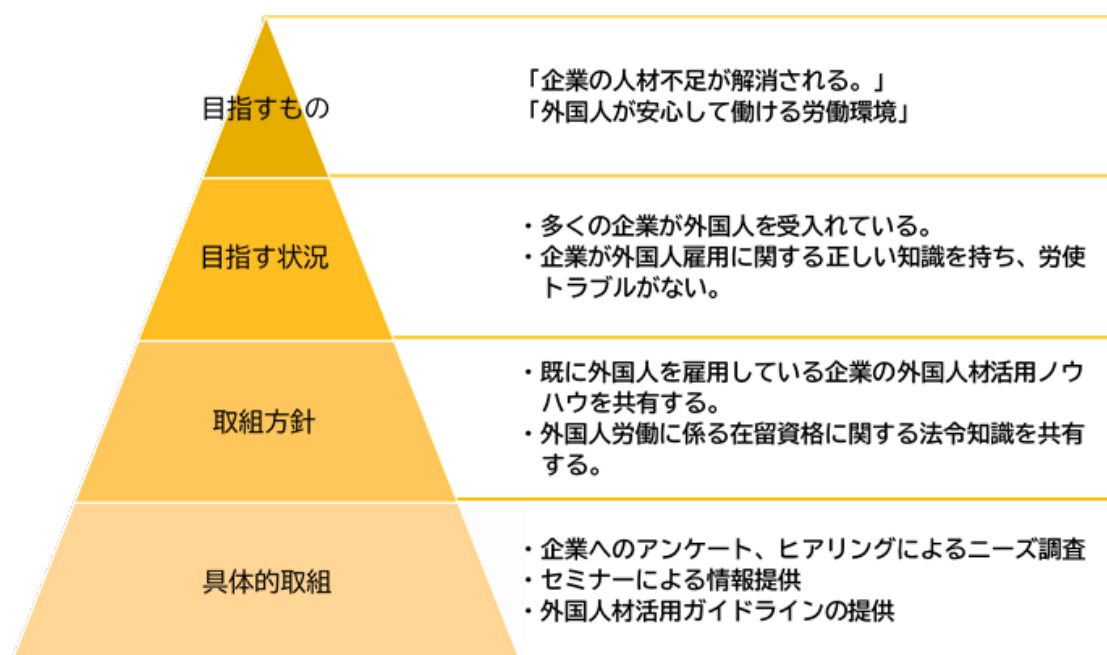 目指すもの
「企業の人材不足が解消される。」
「外国人が安心して働ける労働環境」
目指す状況
・多くの企業が外国人を受入れている。
・企業が外国人雇用に関する正しい知識を持ち、労使
トラブルがない。
取組方針
・既に外国人を雇用している企業の外国人材活用ノウ
ハウを共有する。
・外国人労働に係る在留資格に関する法令知識を共有
する。
具体的取組
・企業へのアンケート、ヒアリングによるニーズ調査
・セミナーによる情報提供
・外国人材活用ガイドラインの提供